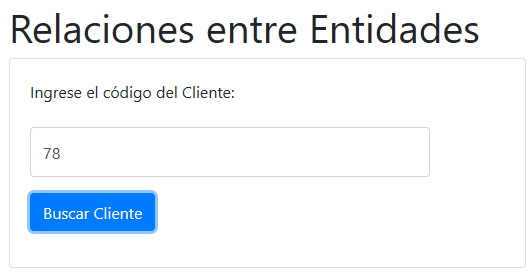 Relaciones entre Entidades
Ingrese el código del Cliente:
78
Buscar Cliente